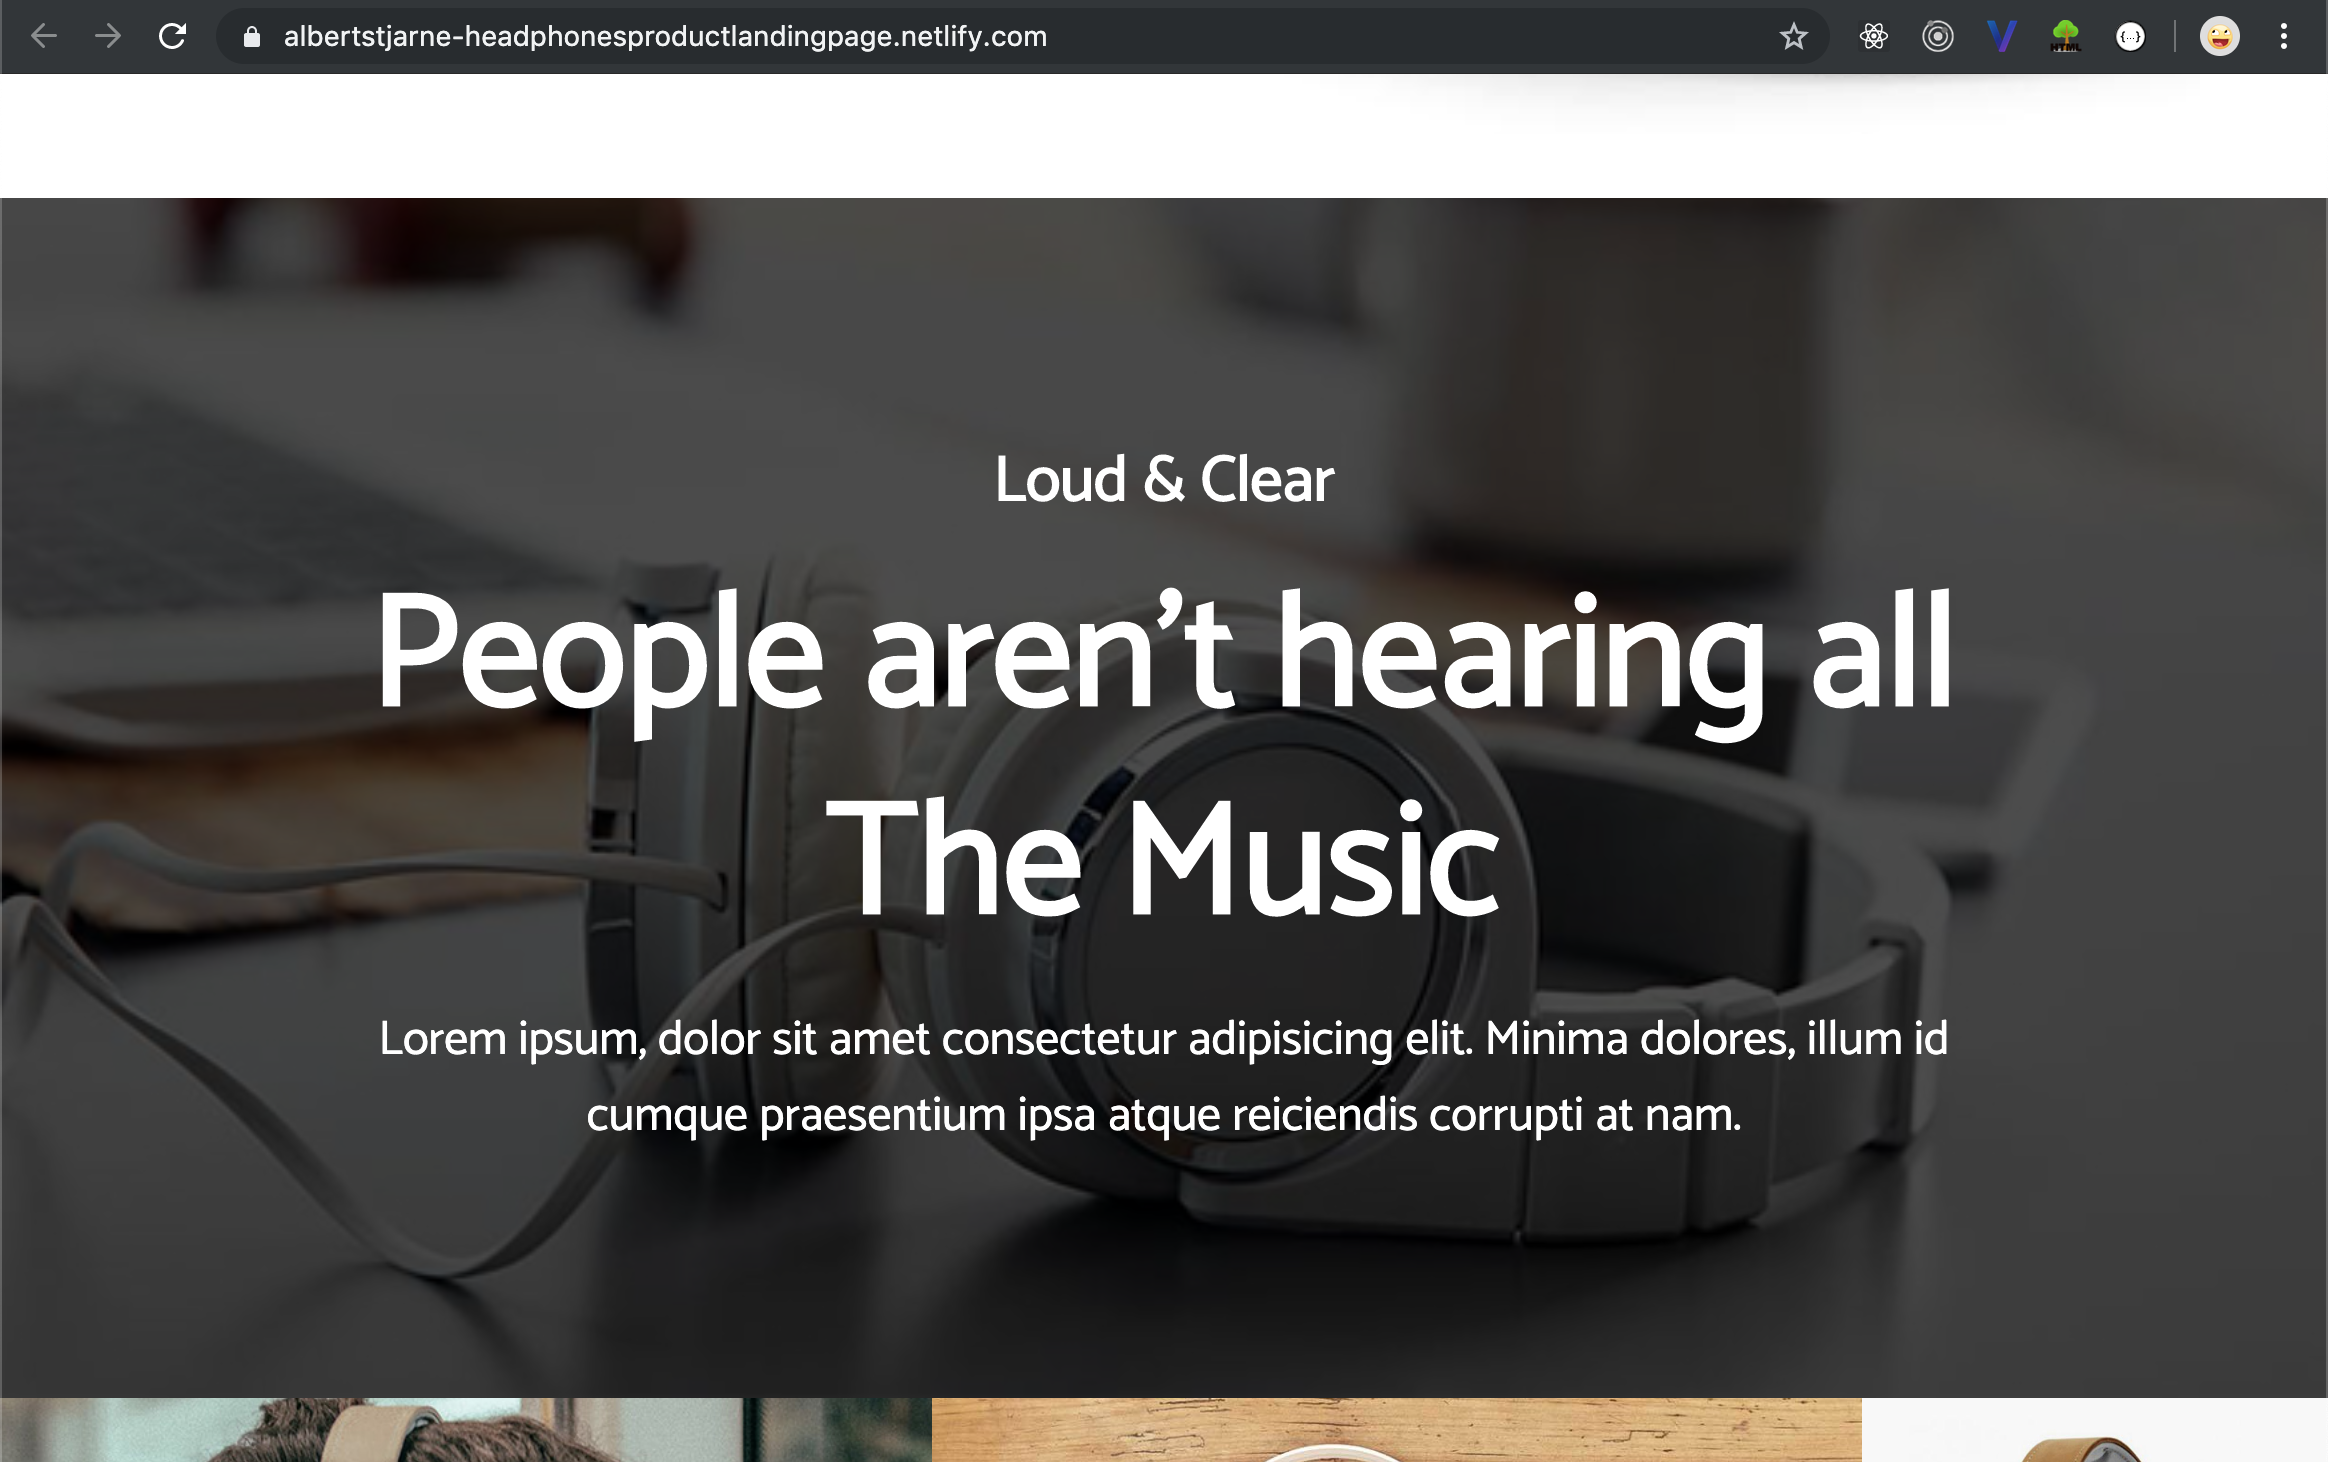 albertstjarne-headphonesproductlandingpage.netlify.com
HTML
{...}
Loud & Clear
People aren’t hearing all
The Music
Lorem ipsum, dolor sit amet consectetur adipisicing elit. Minima dolores, illum id
cumque praesentium ipsa atque reiciendis corrupti at nam.